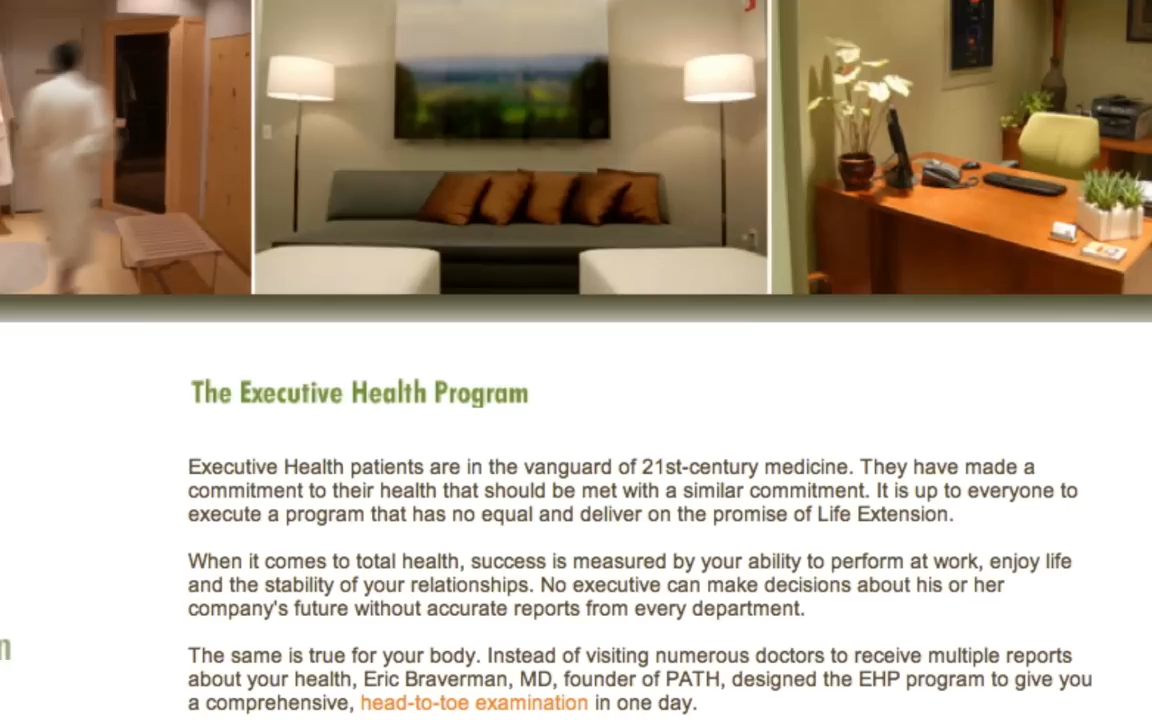 The Executive Health Program
Executive Health patients are in the vanguard of 21st-century medicine. They have made a
commitment to their health that should be met with a similar commitment. It is up to everyone to
execute a program that has no equal and deliver on the promise of Life Extension.
When it comes to total health, success is measured by your ability to perform at work, enjoy life
and the stability of your relationships. No executive can make decisions about his or her
company's future without accurate reports from every department.
n
The same is true for your body. Instead of visiting numerous doctors to receive multiple reports
about your health, Eric Braverman, MD, founder of PATH, designed the EHP program to give you
a comprehensive, head-to-toe examination in one day.